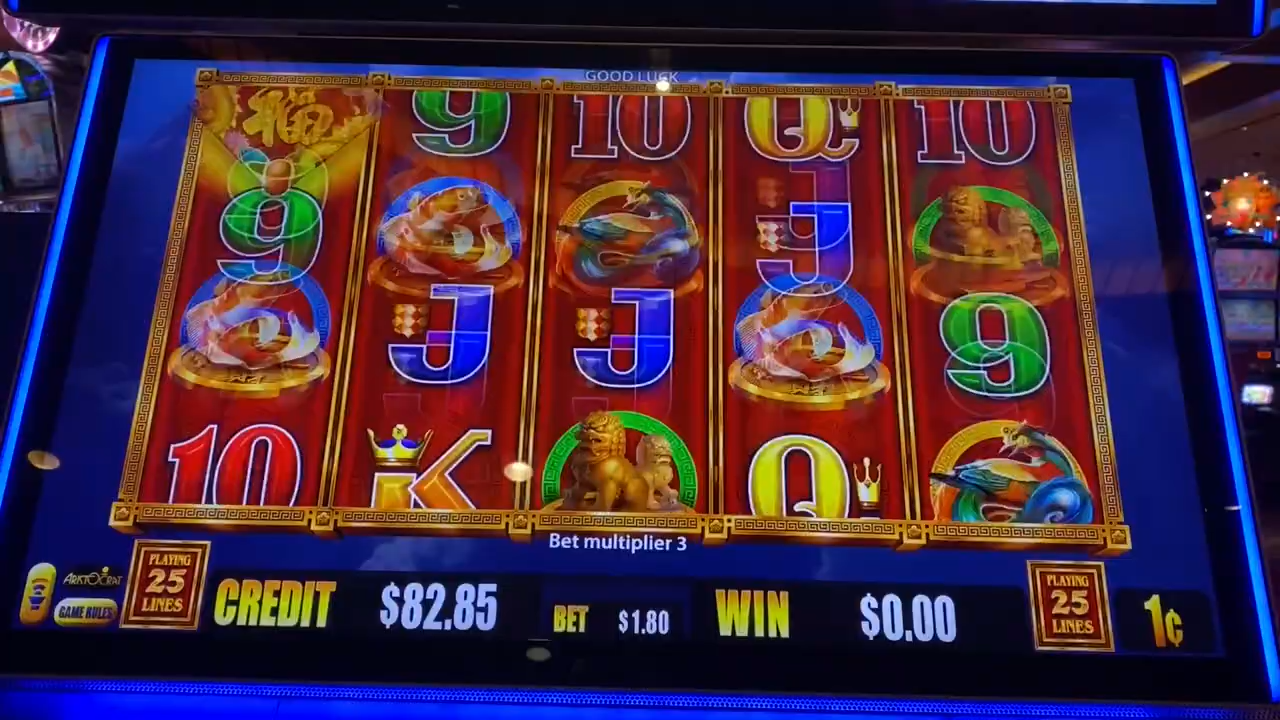 GOOD LUCK
福
9 10 Q 10
9 J
J J 9
10 K Q
Bet multiplier 3
ARISTOCRAT
GAME RULES
PLAYING
25
LINES
CREDIT $82.85 BET $1.80 WIN $0.00
PLAYING
25
LINES
1¢